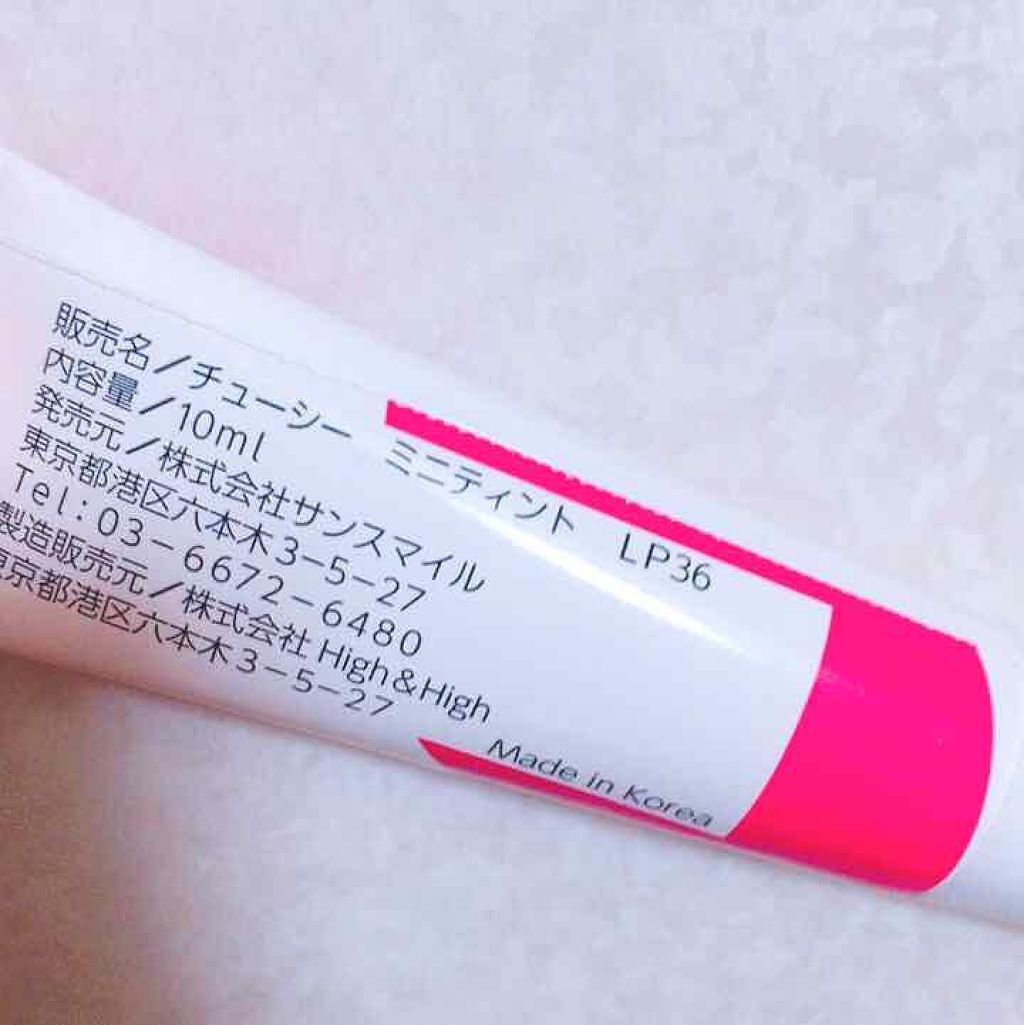 販売名／チューシー ミニティント LP36
内容量／10ml
発売元／株式会社サンスマイル
東京都港区六本木3-5-27
Tel:03-6672-6480
製造販売元／株式会社 High&High
東京都港区六本木3-5-27
Made in Korea